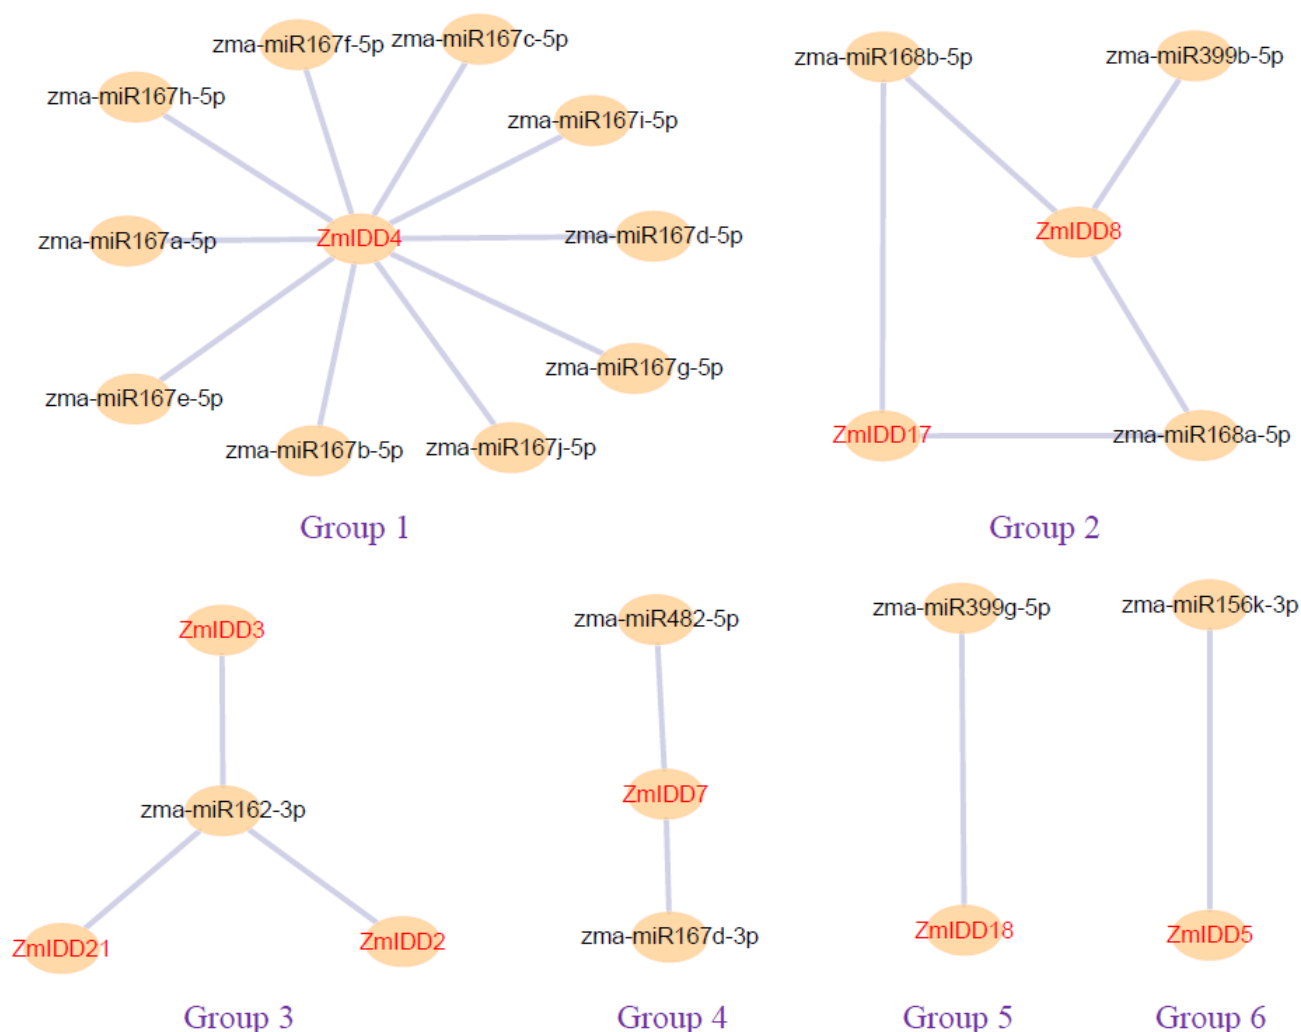 zma-miR167f-5p
zma-miR167c-5p
zma-miR167h-5p
zma-miR167i-5p
zma-miR167a-5p
ZmIDD4
zma-miR167d-5p
zma-miR167g-5p
zma-miR167e-5p
zma-miR167b-5p
zma-miR167j-5p
Group 1
zma-miR168b-5p
zma-miR399b-5p
ZmIDD8
ZmIDD17
zma-miR168a-5p
Group 2
ZmIDD3
zma-miR162-3p
ZmIDD21
ZmIDD2
Group 3
zma-miR482-5p
ZmIDD7
zma-miR167d-3p
Group 4
zma-miR399g-5p
ZmIDD18
Group 5
zma-miR156k-3p
ZmIDD5
Group 6